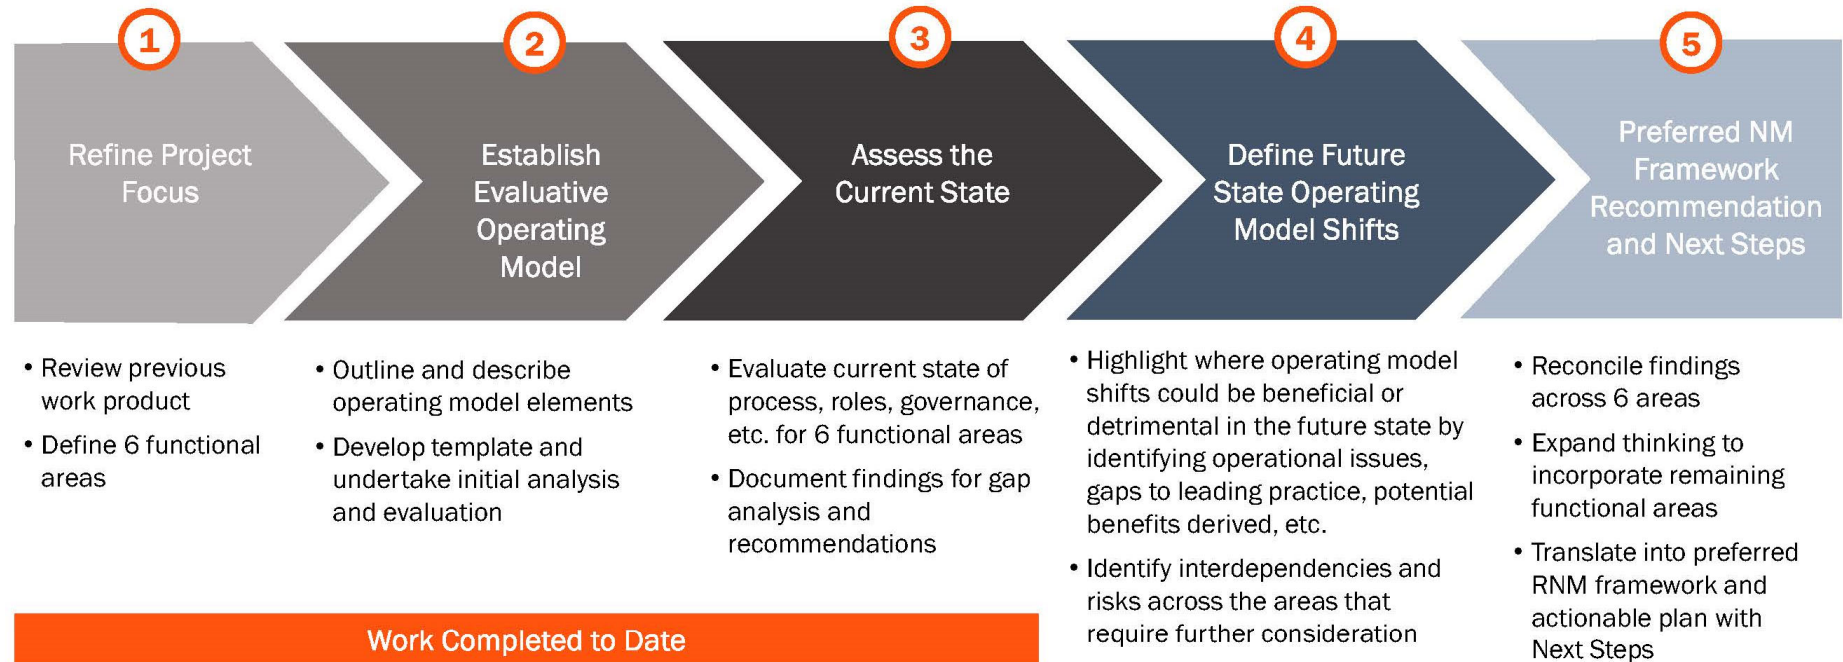 1
Refine Project
Focus
• Review previous
work product
• Define 6 functional
areas
2
Establish
Evaluative
Operating
Model
• Outline and describe
operating model elements
• Develop template and
undertake initial analysis
and evaluation
3
Assess the
Current State
• Evaluate current state of
process, roles, governance,
etc. for 6 functional areas
• Document findings for gap
analysis and
recommendations
Work Completed to Date
4
Define Future
State Operating
Model Shifts
• Highlight where operating model
shifts could be beneficial or
detrimental in the future state by
identifying operational issues,
gaps to leading practice, potential
benefits derived, etc.
• Identify interdependencies and
risks across the areas that
require further consideration
5
Preferred NM
Framework
Recommendation
and Next Steps
• Reconcile findings
across 6 areas
• Expand thinking to
incorporate remaining
functional areas
• Translate into preferred
RNM framework and
actionable plan with
Next Steps